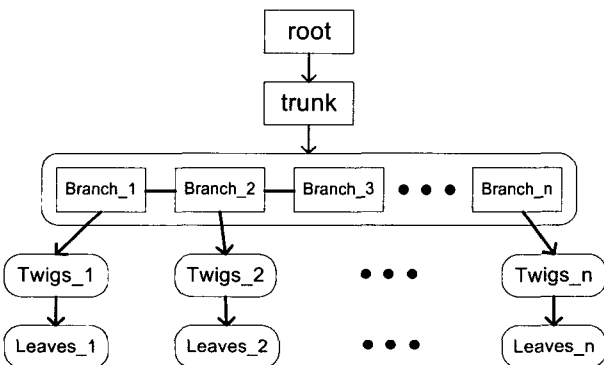 root
trunk
Branch_1 Branch_2 Branch_3 Branch_n
Twigs_1 Twigs_2 Twigs_n
Leaves_1 Leaves_2 Leaves_n